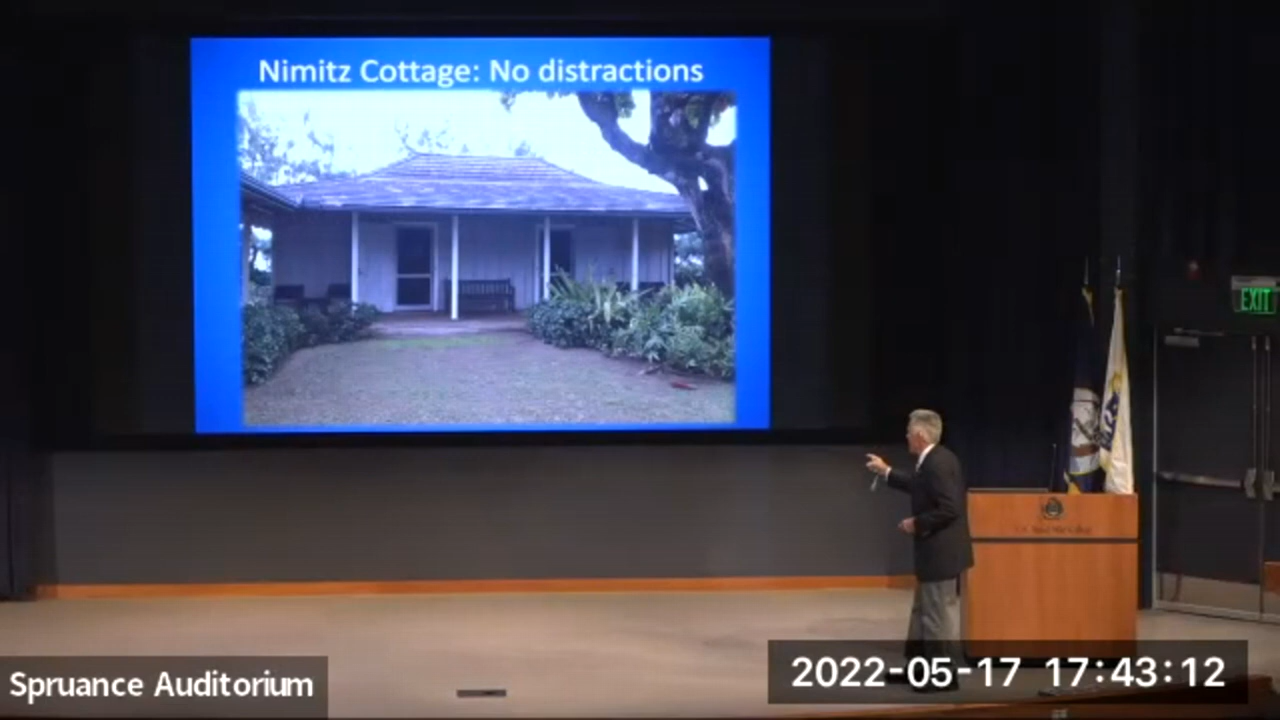 Nimitz Cottage: No distractions
EXIT
Spruance Auditorium
2022-05-17 17:43:12